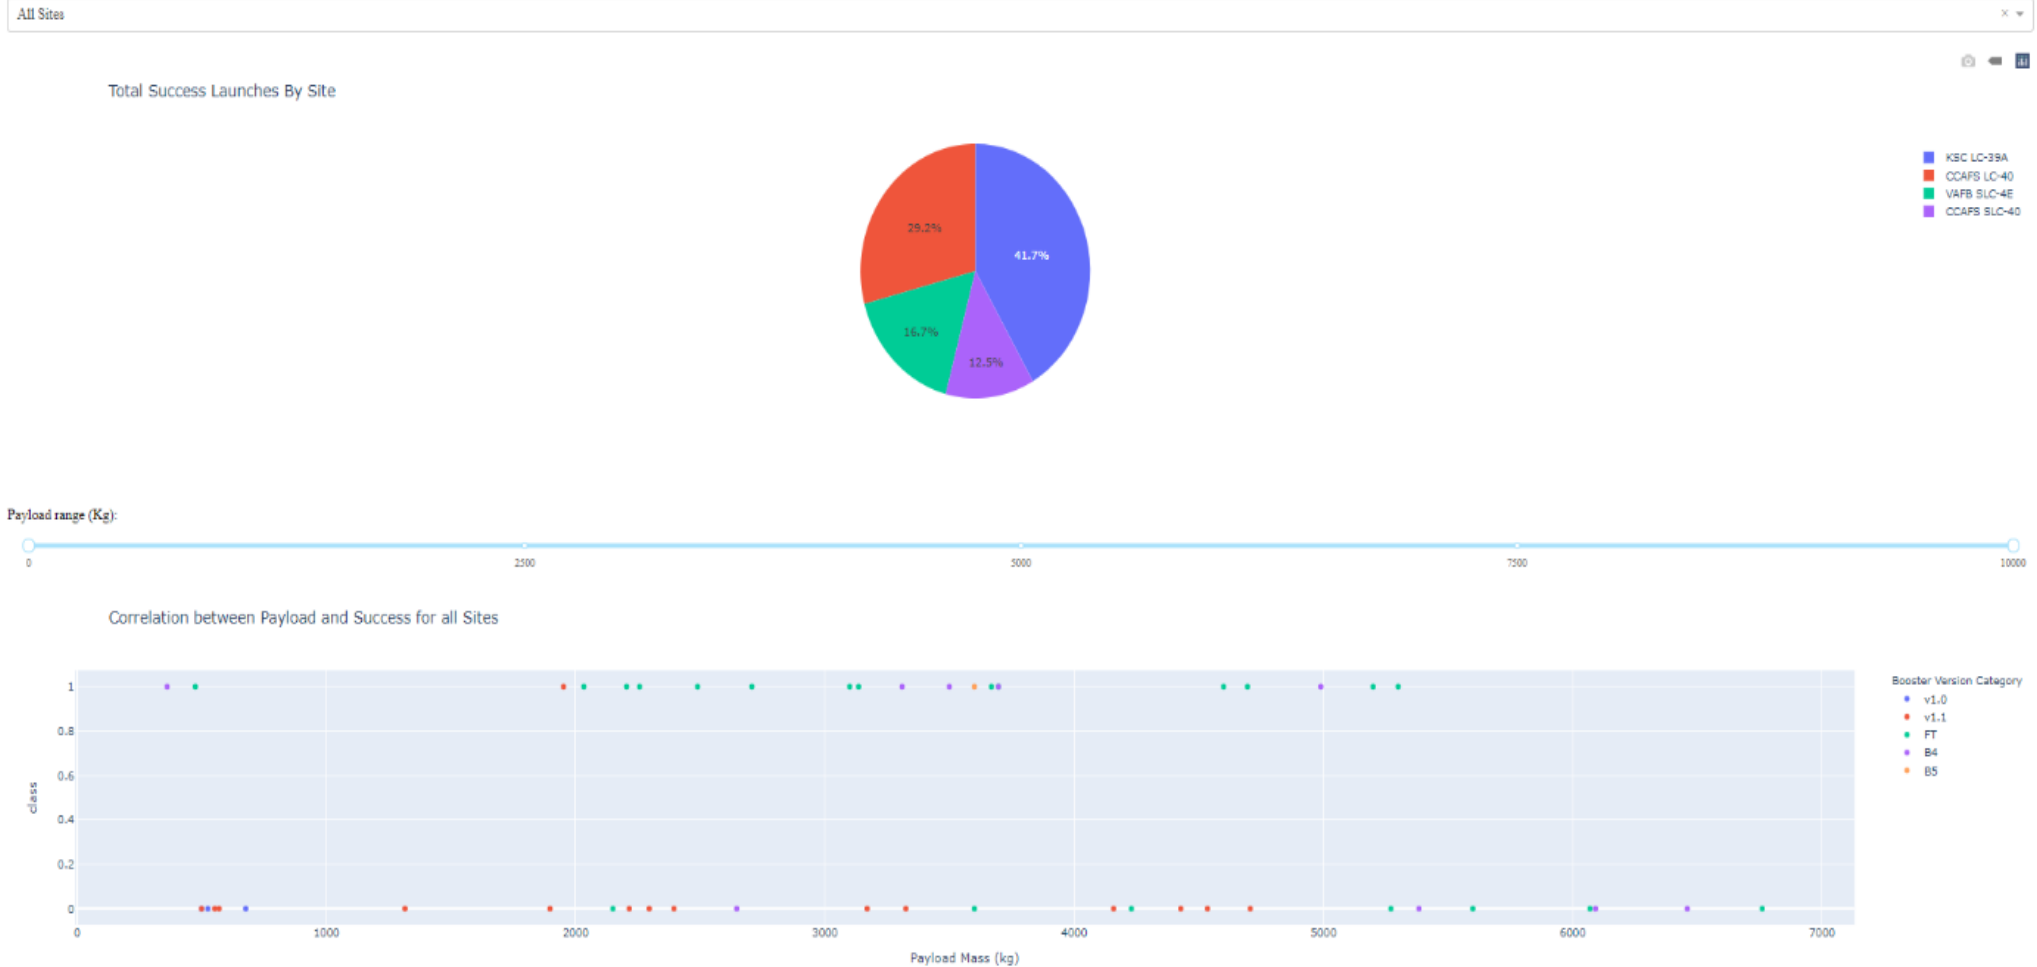 All Sites
Total Success Launches By Site
KSC LC-39A
CCAFS LC-40
VAFB SLC-4E
CCAFS SLC-40
29.2%
41.7%
16.7%
12.5%
Payload range (Kg):
0 2500 5000 7500 10000
Correlation between Payload and Success for all Sites
Booster Version Category
v1.0
v1.1
FT
B4
B5
class
1
0.8
0.6
0.4
0.2
0
0 1000 2000 3000 4000 5000 6000 7000
Payload Mass (kg)